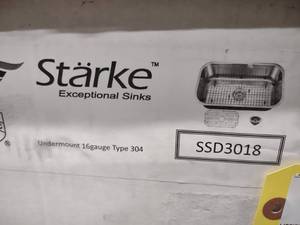 Stärke™
Exceptional Sinks
Undermount 16gauge Type 304
SSD3018
®